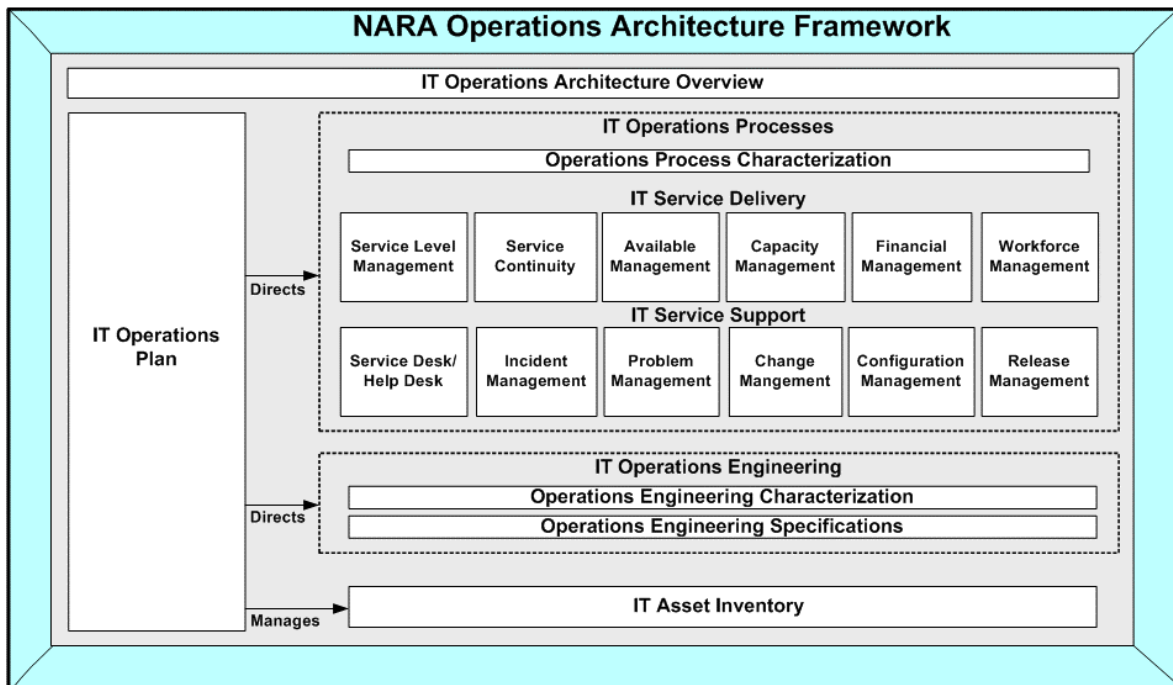 NARA Operations Architecture Framework
IT Operations Architecture Overview
IT Operations
Plan
Directs
Directs
Manages
IT Operations Processes
Operations Process Characterization
IT Service Delivery
Service Level
Management
Service
Continuity
Available
Management
Capacity
Management
Financial
Management
Workforce
Management
IT Service Support
Service Desk/
Help Desk
Incident
Management
Problem
Management
Change
Mangement
Configuration
Management
Release
Management
IT Operations Engineering
Operations Engineering Characterization
Operations Engineering Specifications
IT Asset Inventory